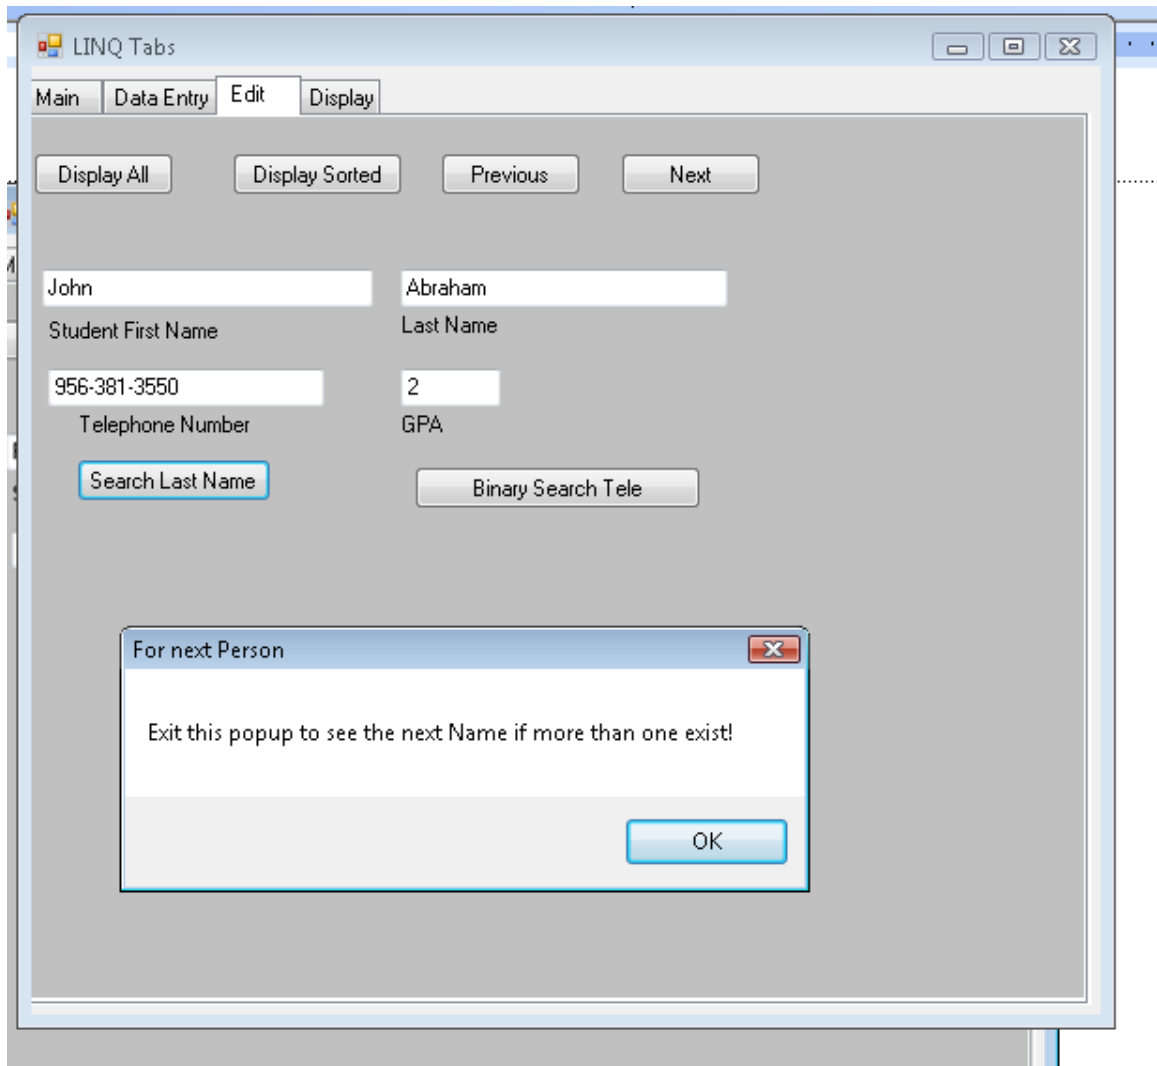 LINQ Tabs
Main Data Entry Edit Display
Display All Display Sorted Previous Next
John Abraham
Student First Name Last Name
956-381-3550 2
Telephone Number GPA
Search Last Name Binary Search Tele
For next Person
Exit this popup to see the next Name if more than one exist!
OK